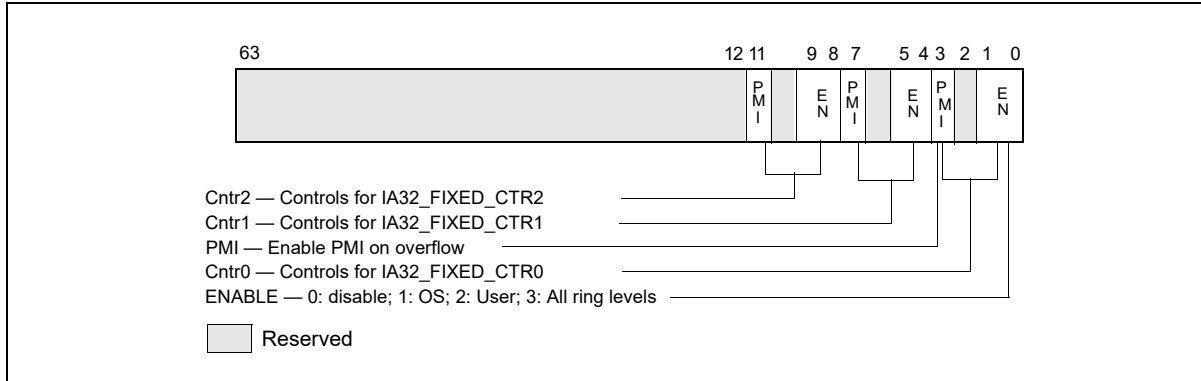 63 12 11 9 8 7 5 4 3 2 1 0
PMI EN PMI EN PMI EN
Cntr2 — Controls for IA32_FIXED_CTR2
Cntr1 — Controls for IA32_FIXED_CTR1
PMI — Enable PMI on overflow
Cntr0 — Controls for IA32_FIXED_CTR0
ENABLE — 0: disable; 1: OS; 2: User; 3: All ring levels
Reserved